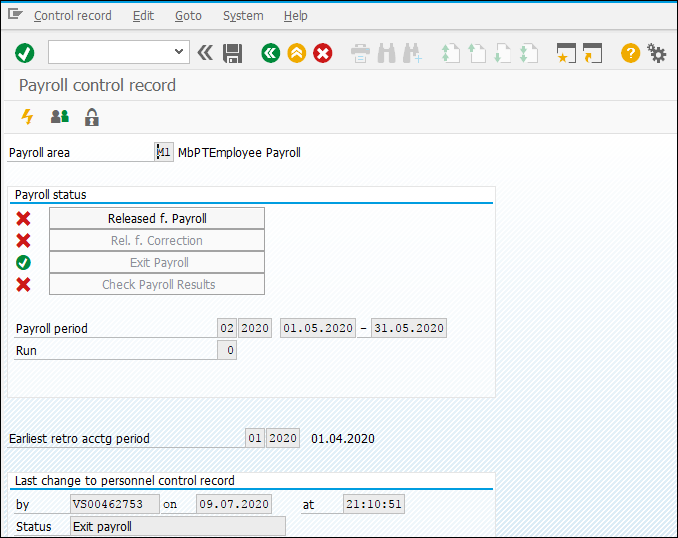 Control record Edit Goto System Help
Payroll control record
Payroll area M1 MbPTEmployee Payroll
Payroll status
Released f. Payroll
Rel. f. Correction
Exit Payroll
Check Payroll Results
Payroll period 02 2020 01.05.2020 – 31.05.2020
Run 0
Earliest retro acctg period 01 2020 01.04.2020
Last change to personnel control record
by VS00462753 on 09.07.2020 at 21:10:51
Status Exit payroll